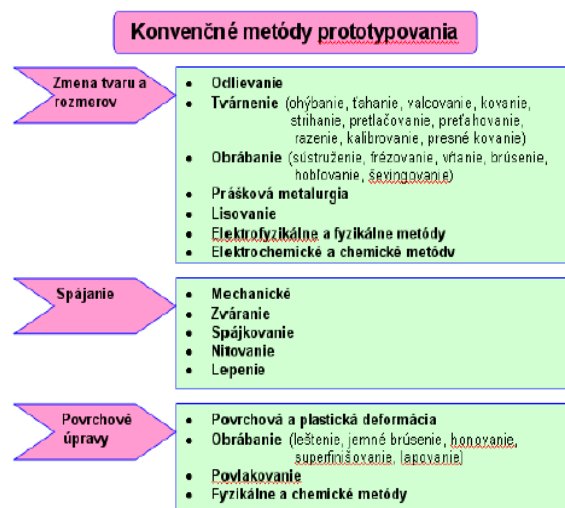 Konvenčné metódy prototypovania
Zmena tvaru a
rozmerov
• Odlievanie
• Tvárnenie (ohýbanie, ťahanie, valcovanie, kovanie,
strihanie, pretlačovanie, preťahovanie,
razenie, kalibrovanie, presné kovanie)
• Obrábanie (sústruženie, frézovanie, vŕtanie, brúsenie,
hobľovanie, ševingovanie)
• Prášková metalurgia
• Lisovanie
• Elektrofyzikálne a fyzikálne metódy
• Elektrochemické a chemické metódy
Spájanie
• Mechanické
• Zváranie
• Spájkovanie
• Nitovanie
• Lepenie
Povrchové
úpravy
• Povrchová a plastická deformácia
• Obrábanie (leštenie, jemné brúsenie, honovanie,
superfinišovanie, lapovanie)
• Povlakovanie
• Fyzikálne a chemické metódy